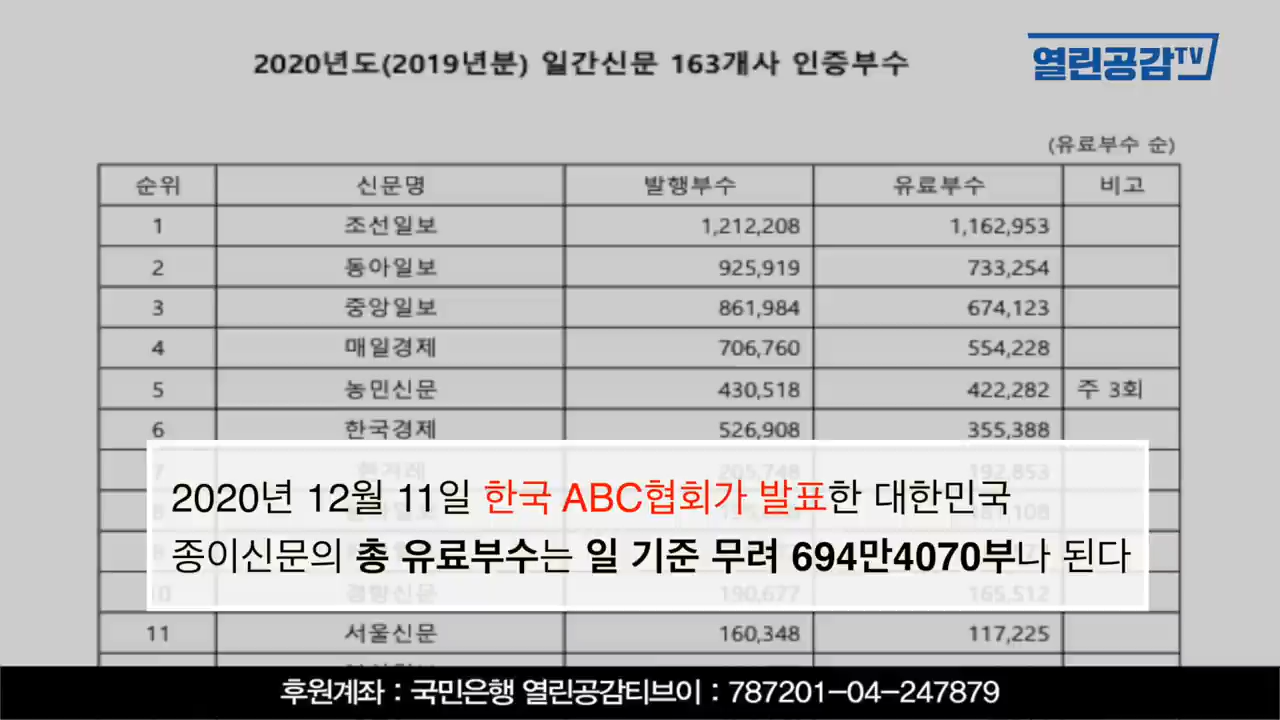 2020년도(2019년분) 일간신문 163개사 인증부수
열린공감TV
(유료부수 순)
순위 신문명 발행부수 유료부수 비고
1 조선일보 1,212,208 1,162,953
2 동아일보 925,919 733,254
3 중앙일보 861,984 674,123
4 매일경제 706,760 554,228
5 농민신문 430,518 422,282 주 3회
6 한국경제 526,908 355,388
7 한겨레 205,748 192,853
2020년 12월 11일 한국 ABC협회가 발표한 대한민국
종이신문의 총 유료부수는 일 기준 무려 694만4070부나 된다
10 경향신문 190,677 165,512
11 서울신문 160,348 117,225
후원계좌 : 국민은행 열린공감티브이 : 787201-04-247879